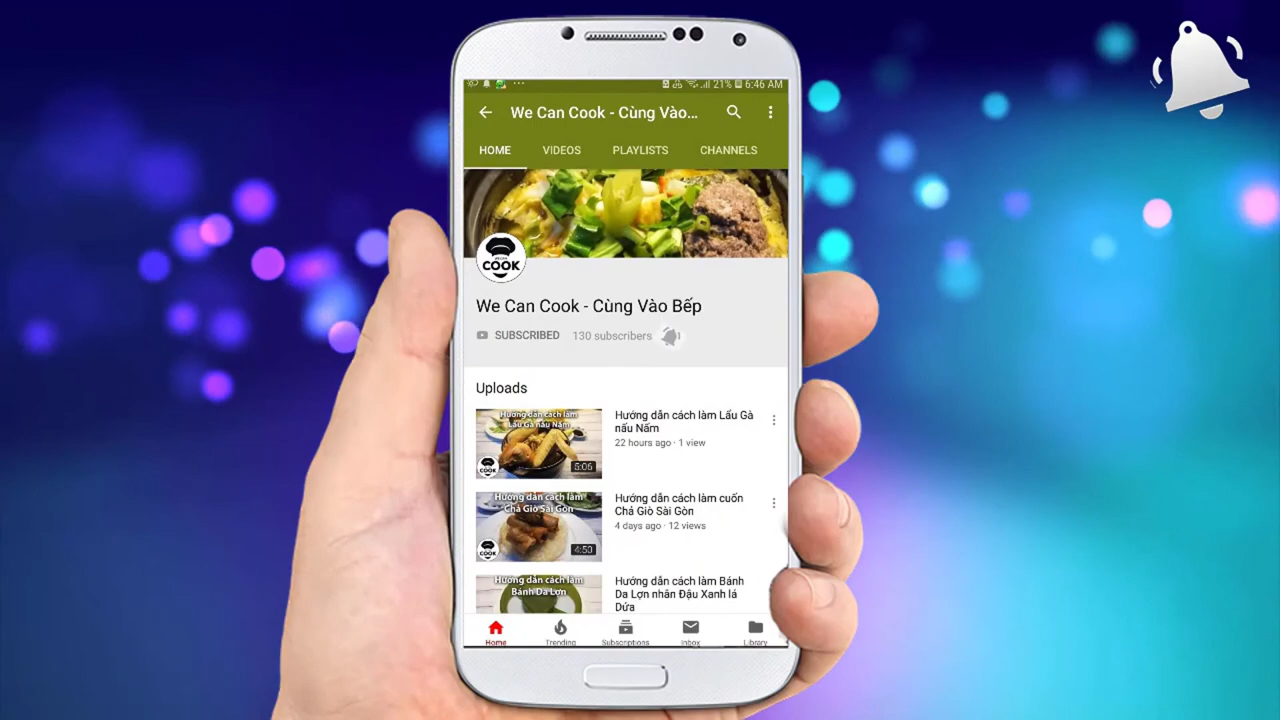 21% 6:46 AM
We Can Cook - Cùng Vào...
HOME VIDEOS PLAYLISTS CHANNELS
COOK
We Can Cook - Cùng Vào Bếp
SUBSCRIBED 130 subscribers
Uploads
Hướng dẫn cách làm
Lẩu Gà nấu Nấm
COOK
5:06
Hướng dẫn cách làm Lẩu Gà
nấu Nấm
22 hours ago · 1 view
Hướng dẫn cách làm
Chả Giò Sài Gòn
COOK
4:50
Hướng dẫn cách làm cuốn
Chả Giò Sài Gòn
4 days ago · 12 views
Hướng dẫn cách làm
Bánh Da Lợn
Hướng dẫn cách làm Bánh
Da Lợn nhân Đậu Xanh lá
Dứa
Home Trending Subscriptions Inbox Library